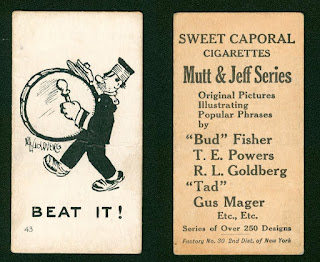 R.L.GOLDBERG
BEAT IT!
43
SWEET CAPORAL
CIGARETTES
Mutt & Jeff Series
Original Pictures
Illustrating
Popular Phrases
by
"Bud" Fisher
T. E. Powers
R. L. Goldberg
"Tad"
Gus Mager
Etc., Etc.
Series of Over 250 Designs
Factory No. 30 2nd Dist. of New York